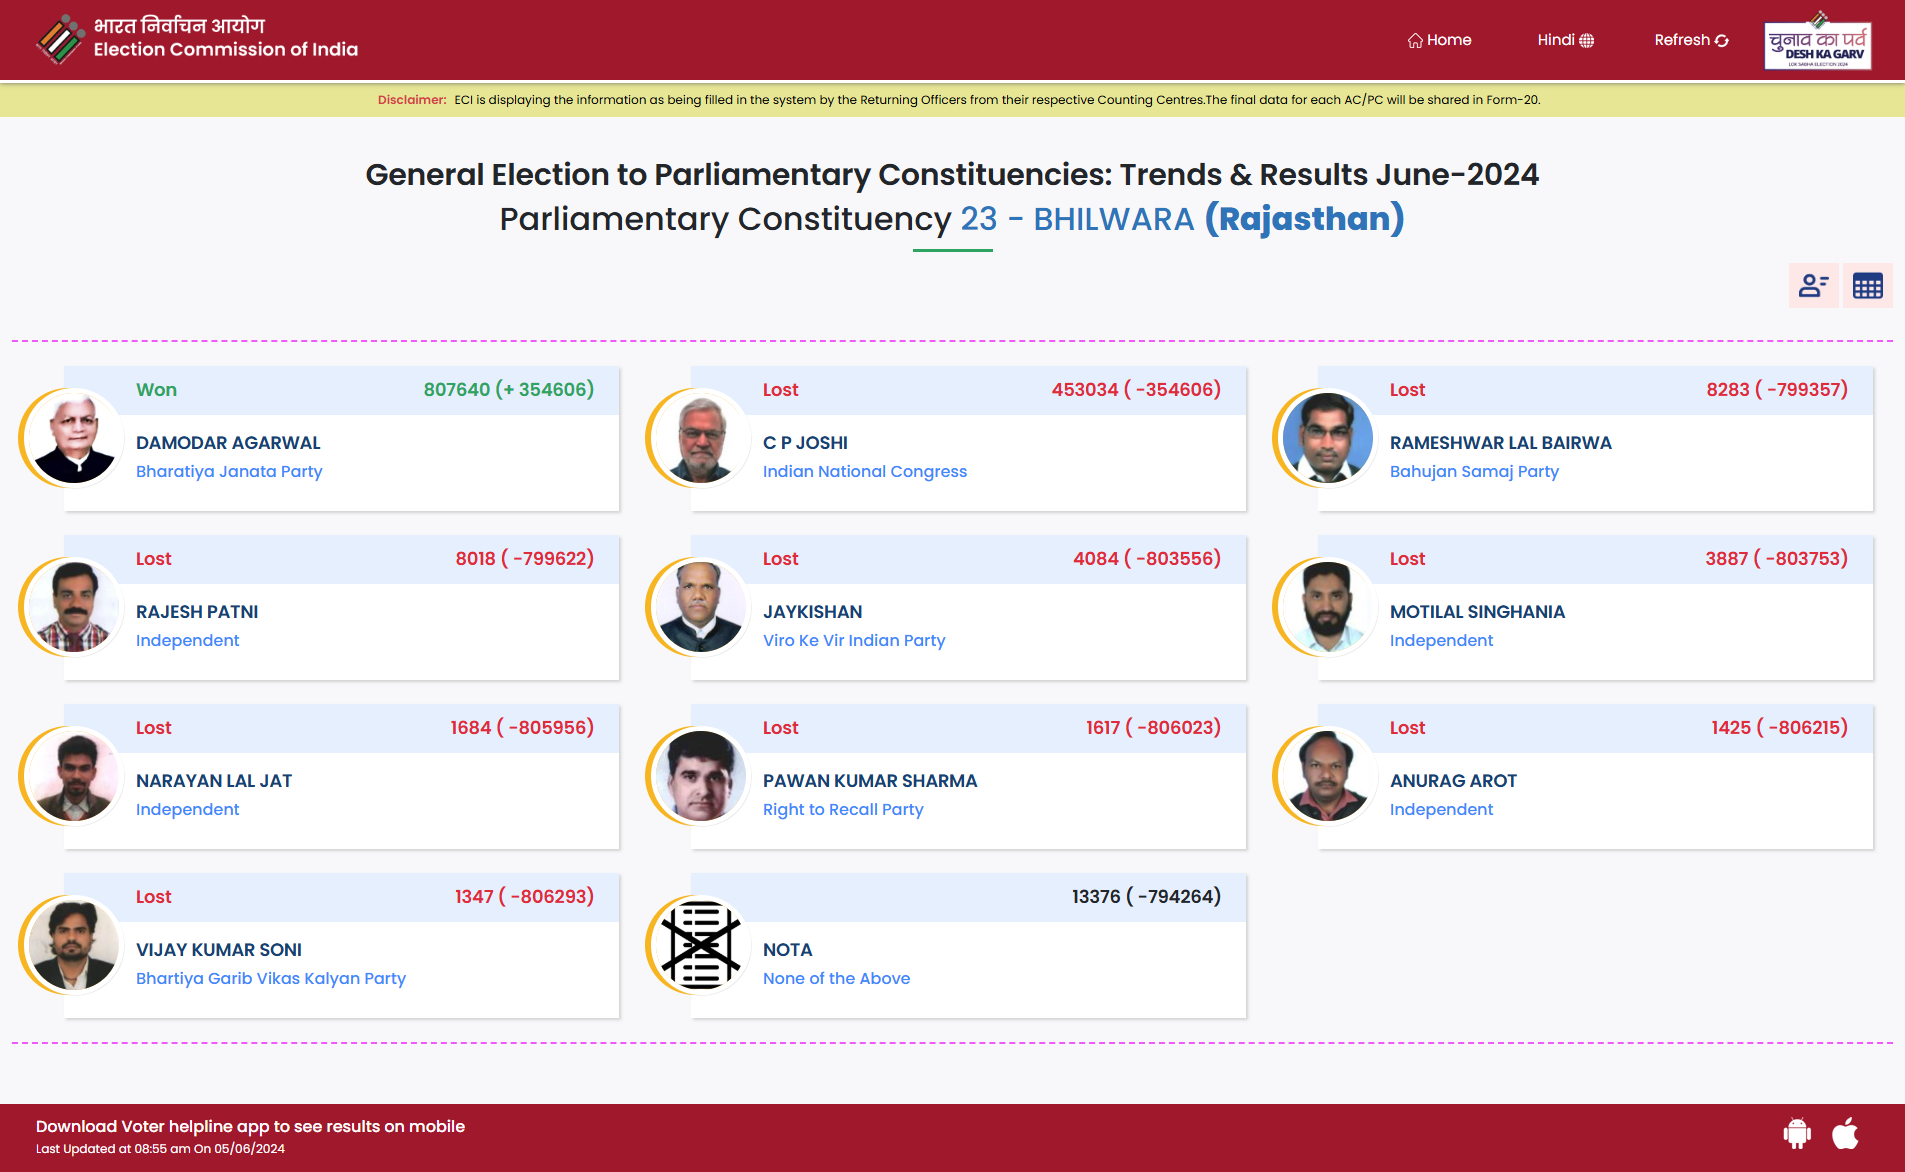 भारत निर्वाचन आयोग
Election Commission of India
Home
Hindi
Refresh
चुनाव का पर्व
DESH KA GARV
LOK SABHA ELECTION 2024
Disclaimer: ECI is displaying the information as being filled in the system by the Returning Officers from their respective Counting Centres.The final data for each AC/PC will be shared in Form-20.
General Election to Parliamentary Constituencies: Trends & Results June-2024
Parliamentary Constituency 23 - BHILWARA (Rajasthan)
Won 807640 (+ 354606)
DAMODAR AGARWAL
Bharatiya Janata Party
Lost 453034 ( -354606)
C P JOSHI
Indian National Congress
Lost 8283 ( -799357)
RAMESHWAR LAL BAIRWA
Bahujan Samaj Party
Lost 8018 ( -799622)
RAJESH PATNI
Independent
Lost 4084 ( -803556)
JAYKISHAN
Viro Ke Vir Indian Party
Lost 3887 ( -803753)
MOTILAL SINGHANIA
Independent
Lost 1684 ( -805956)
NARAYAN LAL JAT
Independent
Lost 1617 ( -806023)
PAWAN KUMAR SHARMA
Right to Recall Party
Lost 1425 ( -806215)
ANURAG AROT
Independent
Lost 1347 ( -806293)
VIJAY KUMAR SONI
Bhartiya Garib Vikas Kalyan Party
13376 ( -794264)
NOTA
None of the Above
Download Voter helpline app to see results on mobile
Last Updated at 08:55 am On 05/06/2024